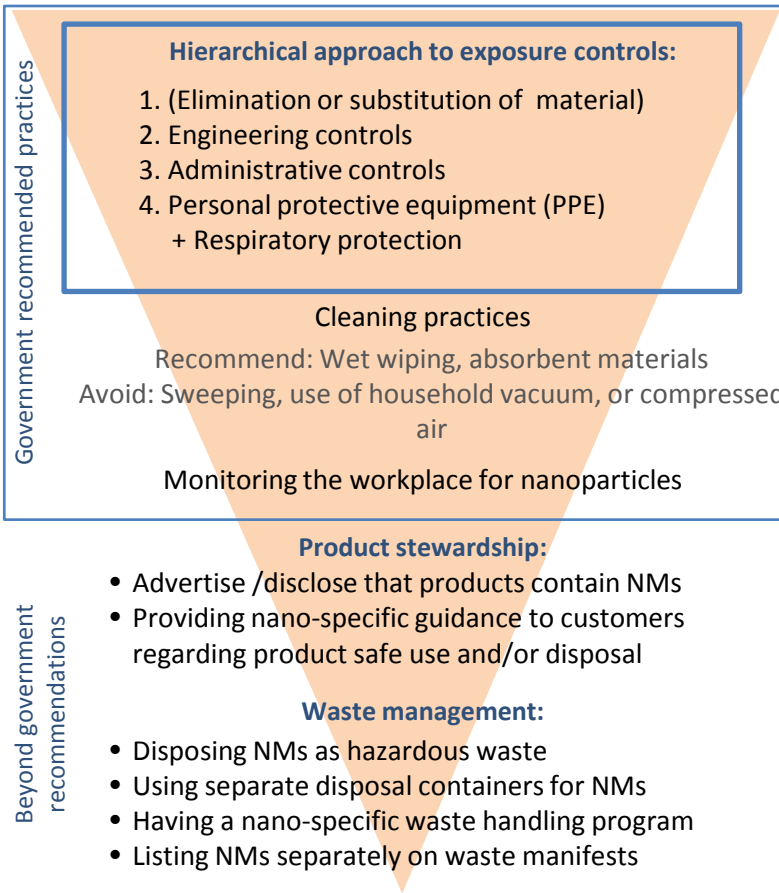 Government recommended practices
Hierarchical approach to exposure controls:
1. (Elimination or substitution of material)
2. Engineering controls
3. Administrative controls
4. Personal protective equipment (PPE)
+ Respiratory protection
Cleaning practices
Recommend: Wet wiping, absorbent materials
Avoid: Sweeping, use of household vacuum, or compressed
air
Monitoring the workplace for nanoparticles
Beyond government
recommendations
Product stewardship:
• Advertise /disclose that products contain NMs
• Providing nano-specific guidance to customers
regarding product safe use and/or disposal
Waste management:
• Disposing NMs as hazardous waste
• Using separate disposal containers for NMs
• Having a nano-specific waste handling program
• Listing NMs separately on waste manifests